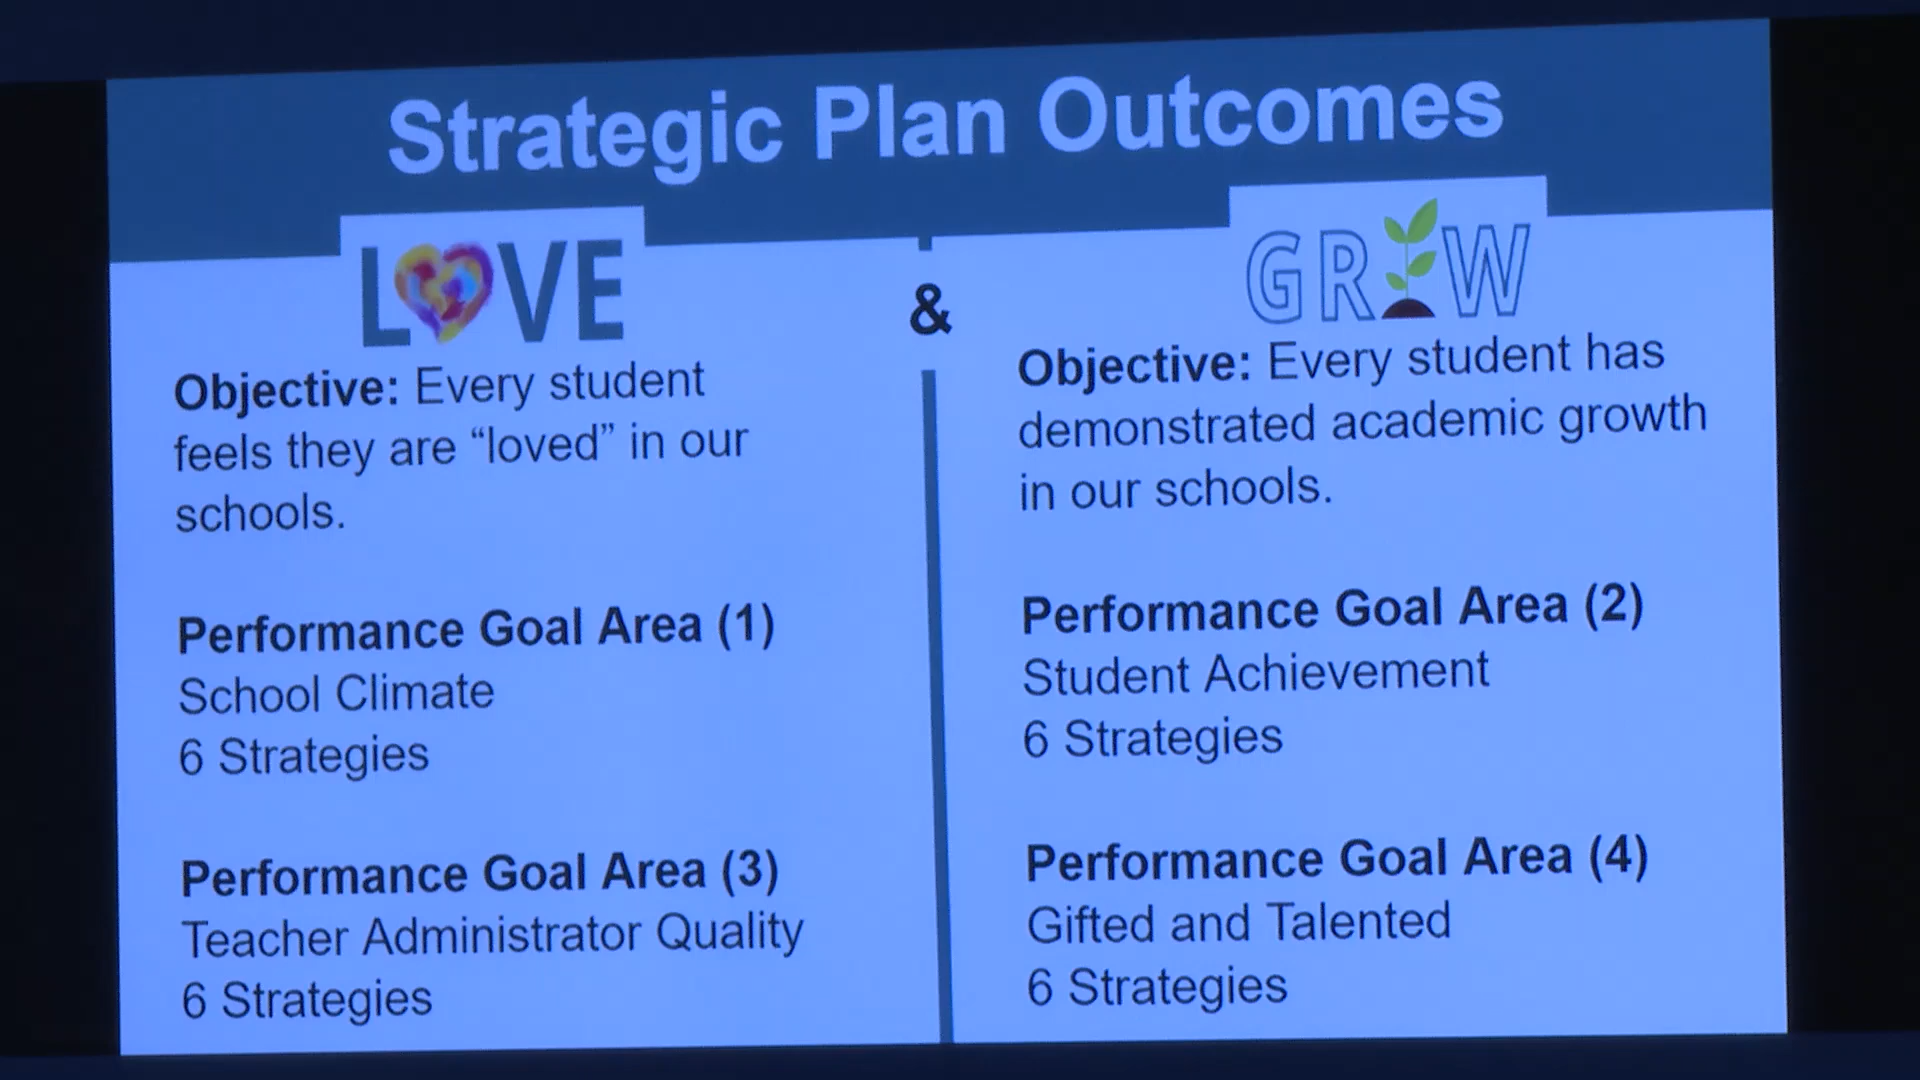 Strategic Plan Outcomes
LOVE
Objective: Every student
feels they are “loved” in our
schools.
Performance Goal Area (1)
School Climate
6 Strategies
Performance Goal Area (3)
Teacher Administrator Quality
6 Strategies
&
GROW
Objective: Every student has
demonstrated academic growth
in our schools.
Performance Goal Area (2)
Student Achievement
6 Strategies
Performance Goal Area (4)
Gifted and Talented
6 Strategies